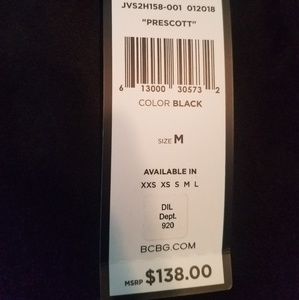 JVS2H158-001 012018
"PRESCOTT"
6 13000 30573 2
COLOR BLACK
SIZE M
AVAILABLE IN
XXS XS S M L
DIL
Dept.
920
BCBG.COM
MSRP $138.00